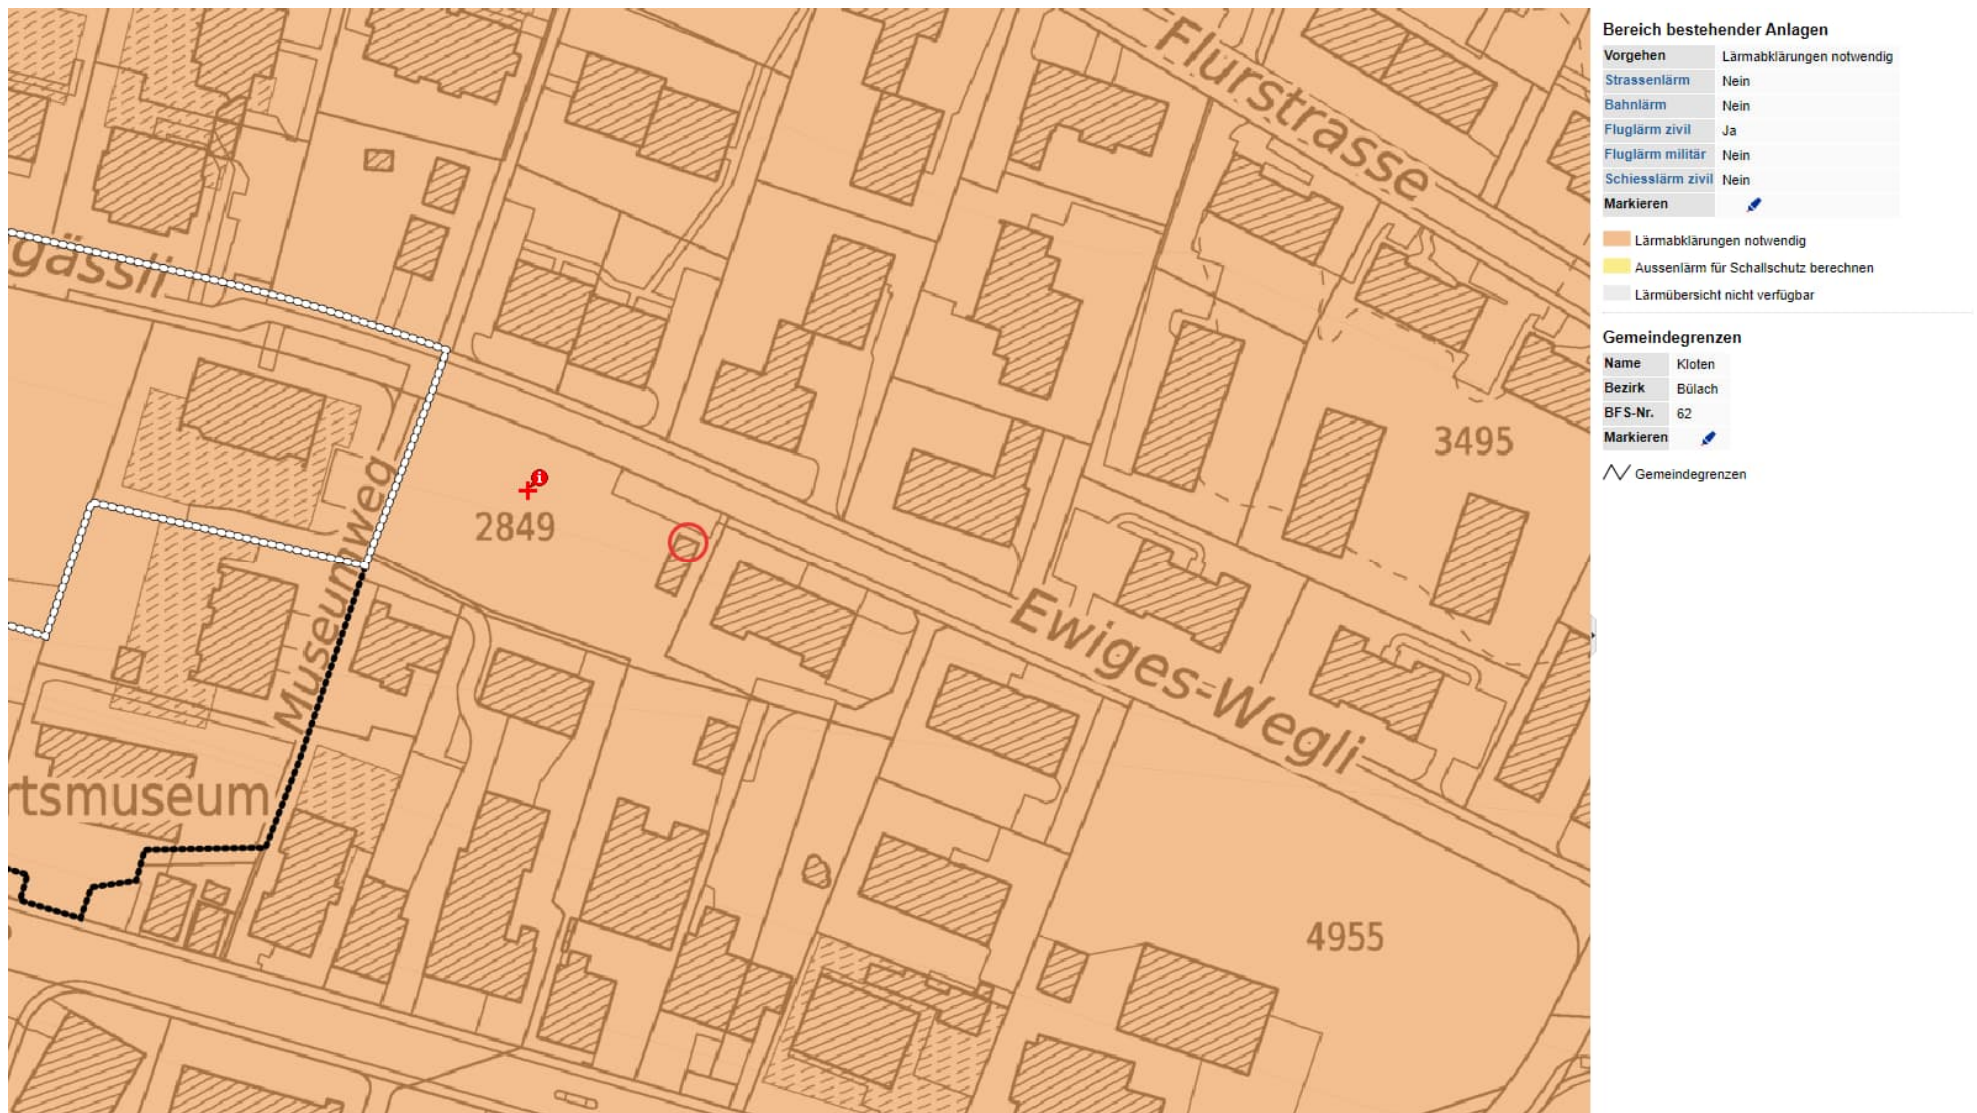 Flurstrasse
gässli
3495
2849
Museumweg
Ewiges-Wegli
rtsmuseum
4955
Bereich bestehender Anlagen
Vorgehen Lärmabklärungen notwendig
Strassenlärm Nein
Bahnlärm Nein
Fluglärm zivil Ja
Fluglärm militär Nein
Schiesslärm zivil Nein
Markieren
Lärmabklärungen notwendig
Aussenlärm für Schallschutz berechnen
Lärmübersicht nicht verfügbar
Gemeindegrenzen
Name Kloten
Bezirk Bülach
BFS-Nr. 62
Markieren
Gemeindegrenzen